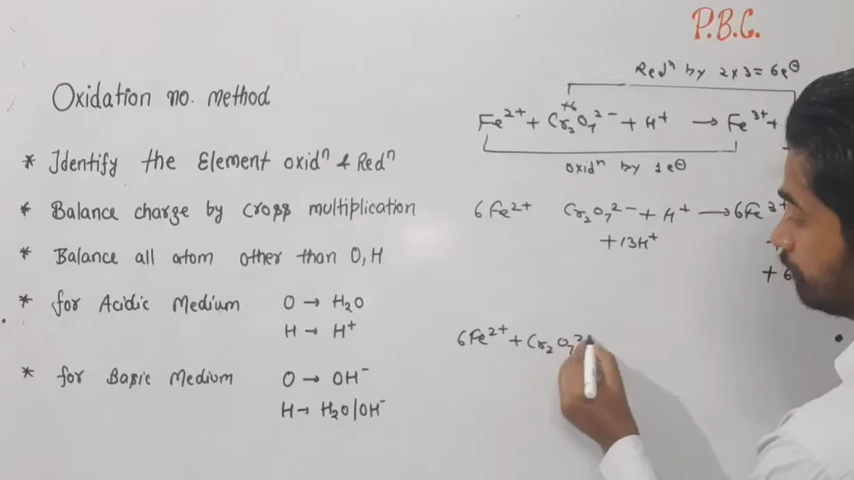 P.B.C.
Oxidation no. method
* Identify the Element oxidⁿ & Redⁿ
* Balance charge by cross multiplication
* Balance all atom other than O, H
* for Acidic Medium O → H₂O
H → H⁺
* for Basic Medium O → OH⁻
H → H₂O/OH⁻
Redⁿ by 2×3=6e⊖
+6
Fe²⁺ + Cr₂O₇²⁻ + H⁺ → Fe³⁺ +
oxidⁿ by 1e⊖
6Fe²⁺ Cr₂O₇²⁻ + H⁺ → 6Fe³⁺
+13H⁺
+ 6
6Fe²⁺ + Cr₂O₇²